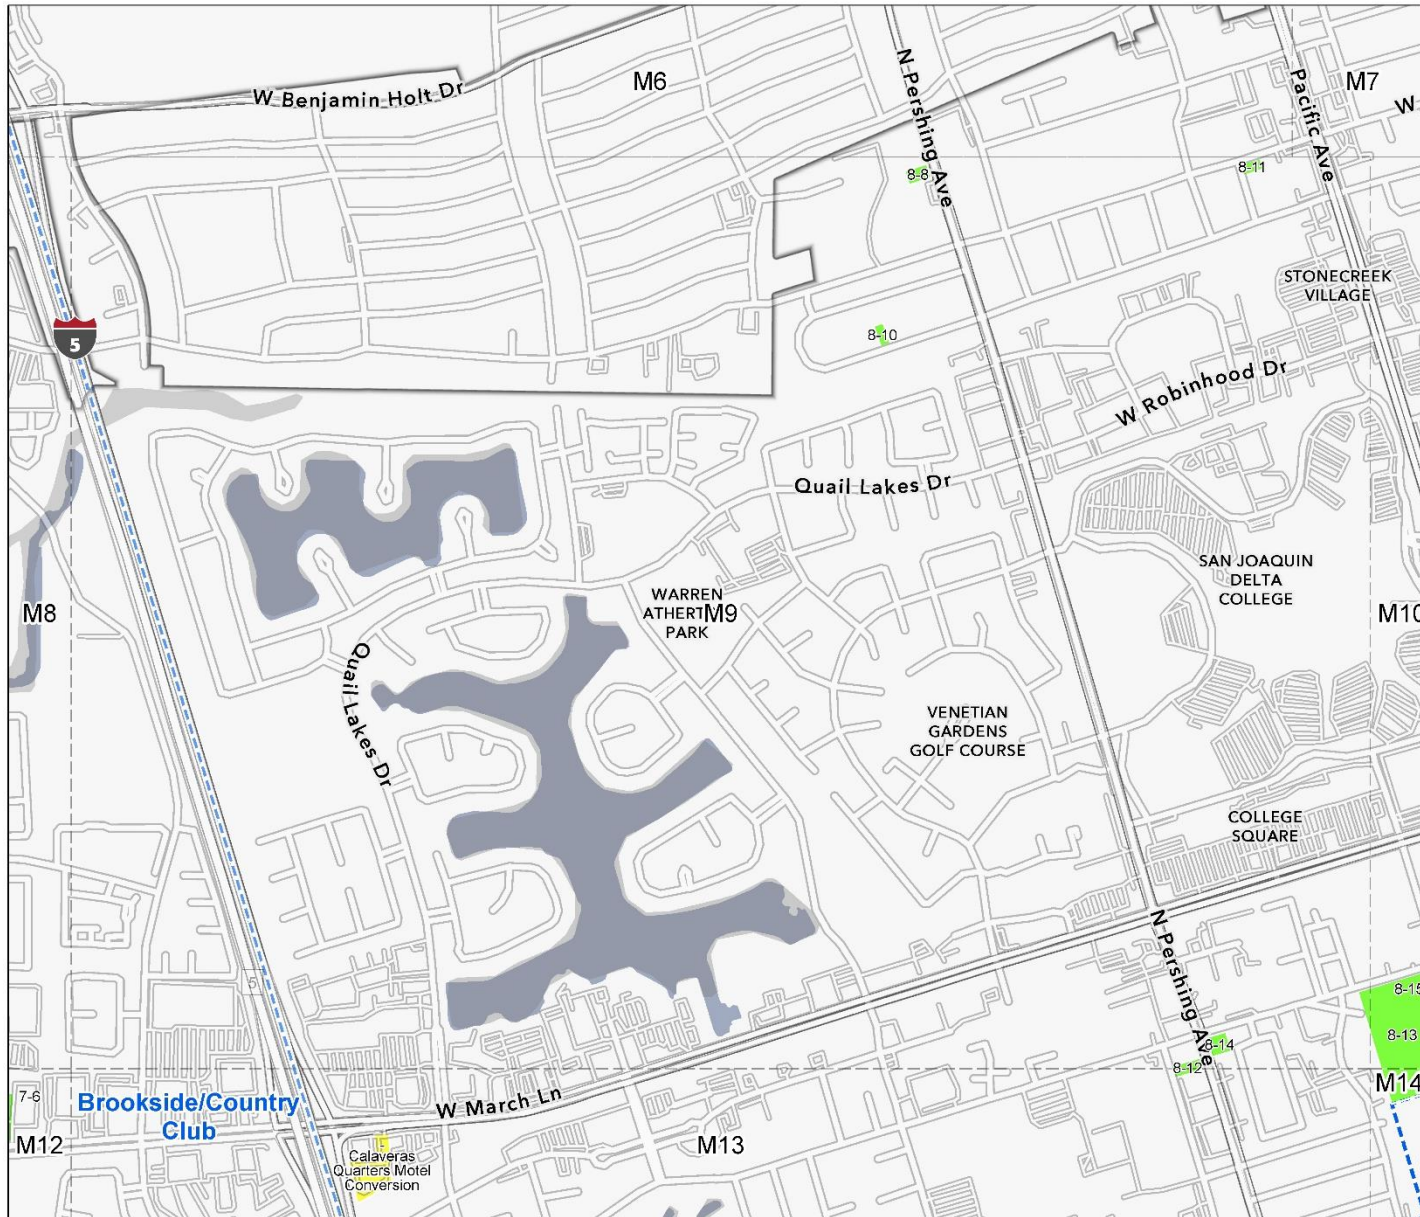 M6
M7
W Benjamin Holt Dr
N Pershing Ave
Pacific Ave
W
8-8
8-11
STONECREEK
VILLAGE
5
8-10
W Robinhood Dr
Quail Lakes Dr
SAN JOAQUIN
DELTA
COLLEGE
WARREN
ATHERT
PARK
M8
M9
M10
Quail Lakes Dr
VENETIAN
GARDENS
GOLF COURSE
COLLEGE
SQUARE
5
N Pershing Ave
8-15
8-13
8-14
8-12
M14
7-6
Brookside/Country
Club
W March Ln
M12
M13
Calaveras
Quarters Motel
Conversion